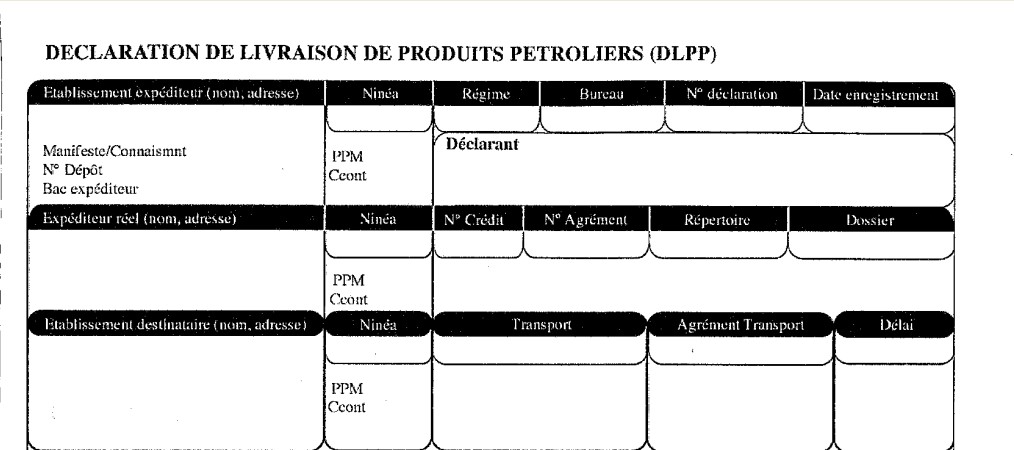 DECLARATION DE LIVRAISON DE PRODUITS PETROLIERS (DLPP)
Etablissement expéditeur (nom, adresse) Ninéa Régime Bureau N° déclaration Date enregistrement
Déclarant
Manifeste/Connaismnt PPM
N° Dépôt Ccont
Bac expéditeur
Expéditeur réel (nom, adresse) Ninéa N° Crédit N° Agrément Répertoire Dossier
PPM
Ccont
Etablissement destinataire (nom, adresse) Ninéa Transport Agrément Transport Délai
PPM
Ccont